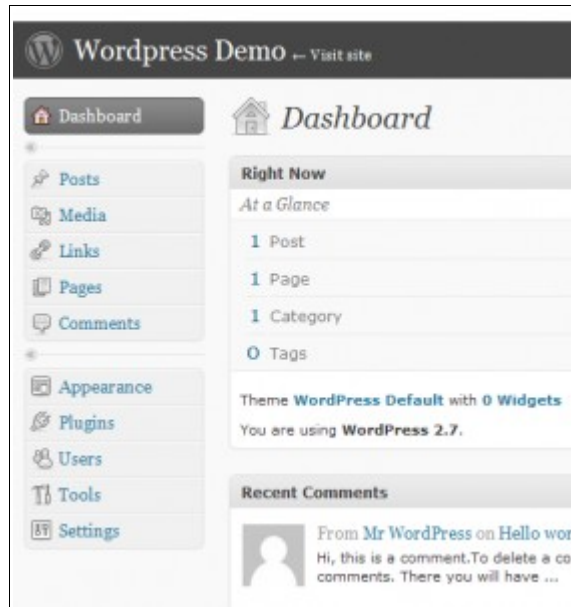 Wordpress Demo ← Visit site
Dashboard
Posts
Media
Links
Pages
Comments
Appearance
Plugins
Users
Tools
Settings
Dashboard
Right Now
At a Glance
1 Post
1 Page
1 Category
0 Tags
Theme WordPress Default with 0 Widgets
You are using WordPress 2.7.
Recent Comments
From Mr WordPress on Hello wor
Hi, this is a comment.To delete a co
comments. There you will have ...